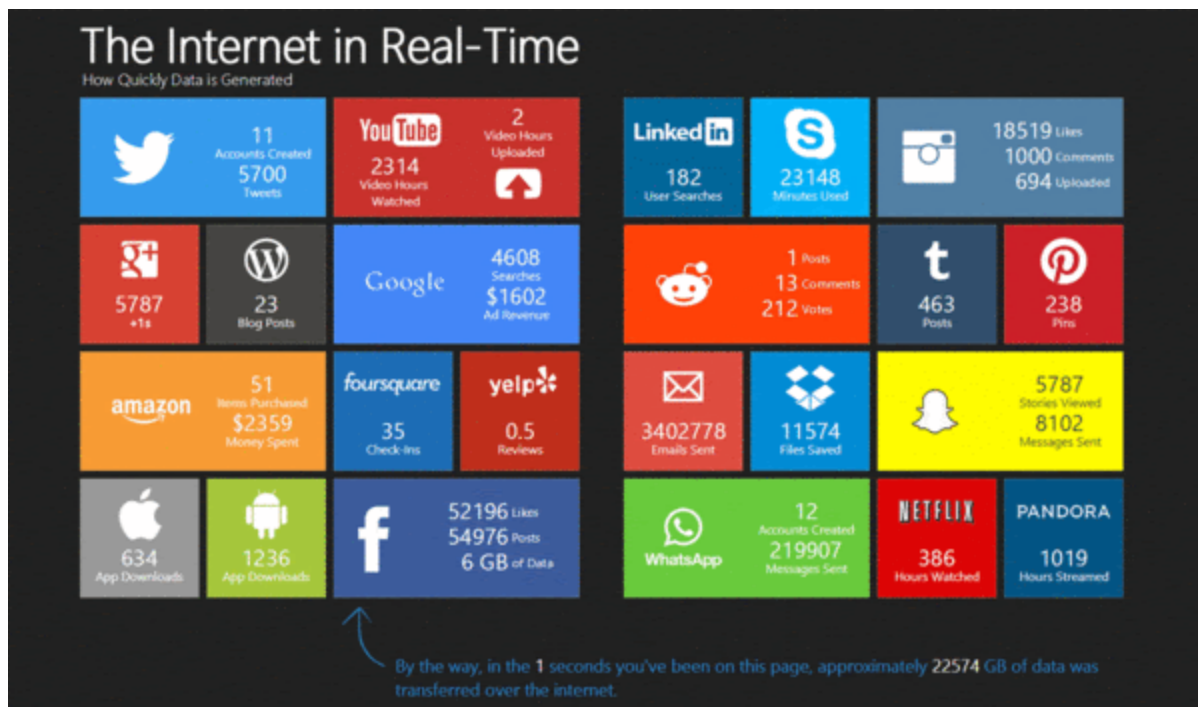 The Internet in Real-Time
How Quickly Data is Generated
11
Accounts Created
5700
Tweets
YouTube
2314
Video Hours
Watched
2
Video Hours
Uploaded
Linked in
182
User Searches
23148
Minutes Used
18519 Likes
1000 Comments
694 Uploaded
g+
5787
+1s
23
Blog Posts
Google
4608
Searches
$1602
Ad Revenue
1 Posts
13 Comments
212 Votes
t
463
Posts
238
Pins
amazon
51
Items Purchased
$2359
Money Spent
foursquare
35
Check-Ins
yelp
0.5
Reviews
3402778
Emails Sent
11574
Files Saved
5787
Stories Viewed
8102
Messages Sent
634
App Downloads
1236
App Downloads
f
52196 Likes
54976 Posts
6 GB of Data
WhatsApp
12
Accounts Created
219907
Messages Sent
NETFLIX
386
Hours Watched
PANDORA
1019
Hours Streamed
By the way, in the 1 seconds you've been on this page, approximately 22574 GB of data was
transferred over the internet.